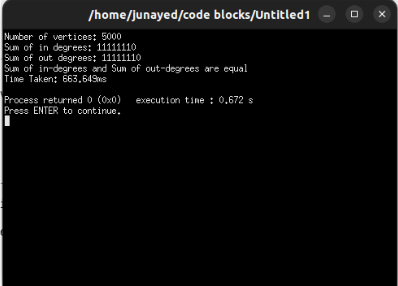 /home/junayed/code blocks/Untitled1
Number of vertices: 5000
Sum of in degrees: 11111110
Sum of out degrees: 11111110
Sum of in-degrees and Sum of out-degrees are equal
Time Taken: 663.649ms
Process returned 0 (0x0)   execution time : 0.672 s
Press ENTER to continue.